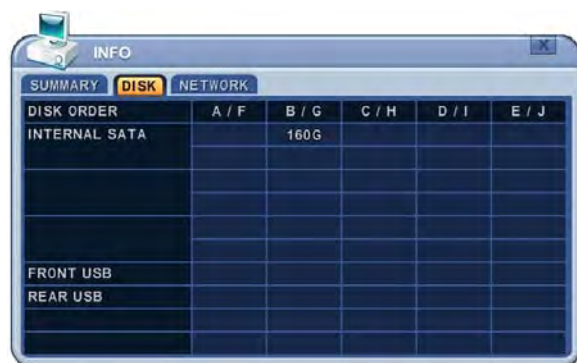 INFO
X
SUMMARY DISK NETWORK
DISK ORDER A / F B / G C / H D / I E / J
INTERNAL SATA 160G
FRONT USB
REAR USB